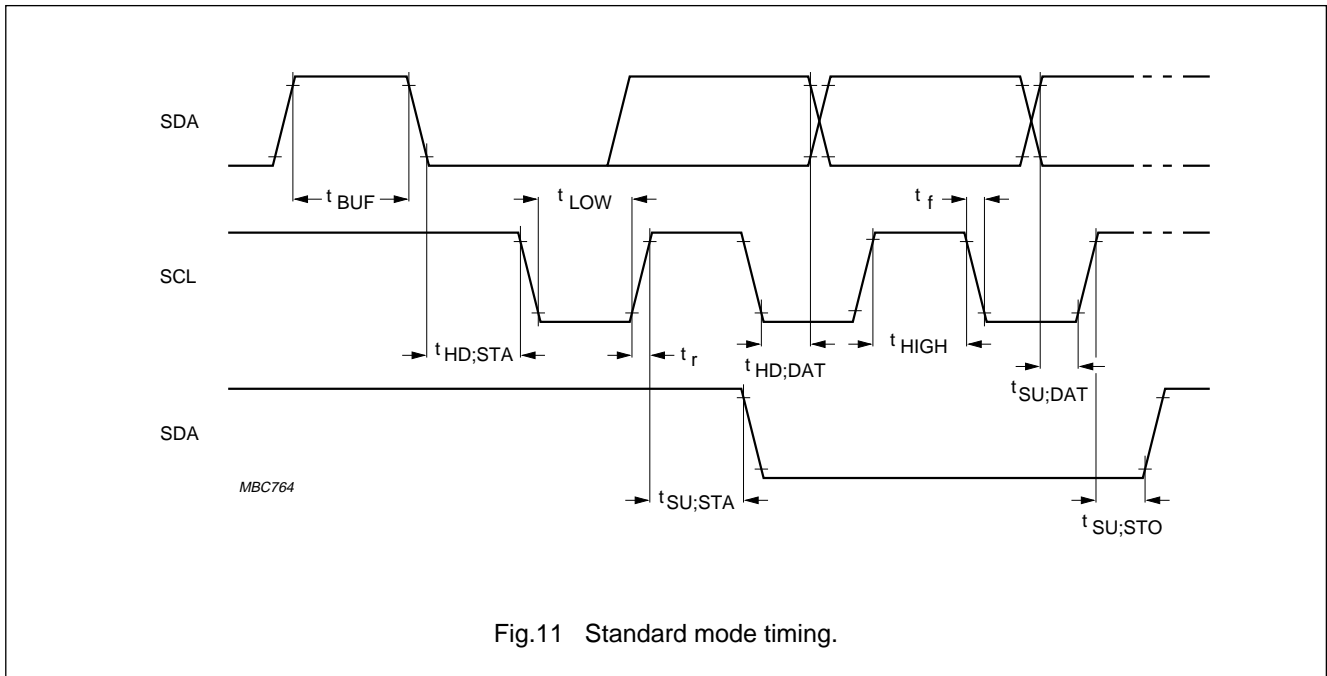 SDA
t BUF
t LOW
t f
SCL
t HD;STA
t r
t HD;DAT
t HIGH
t SU;DAT
SDA
MBC764
t SU;STA
t SU;STO
Fig.11 Standard mode timing.